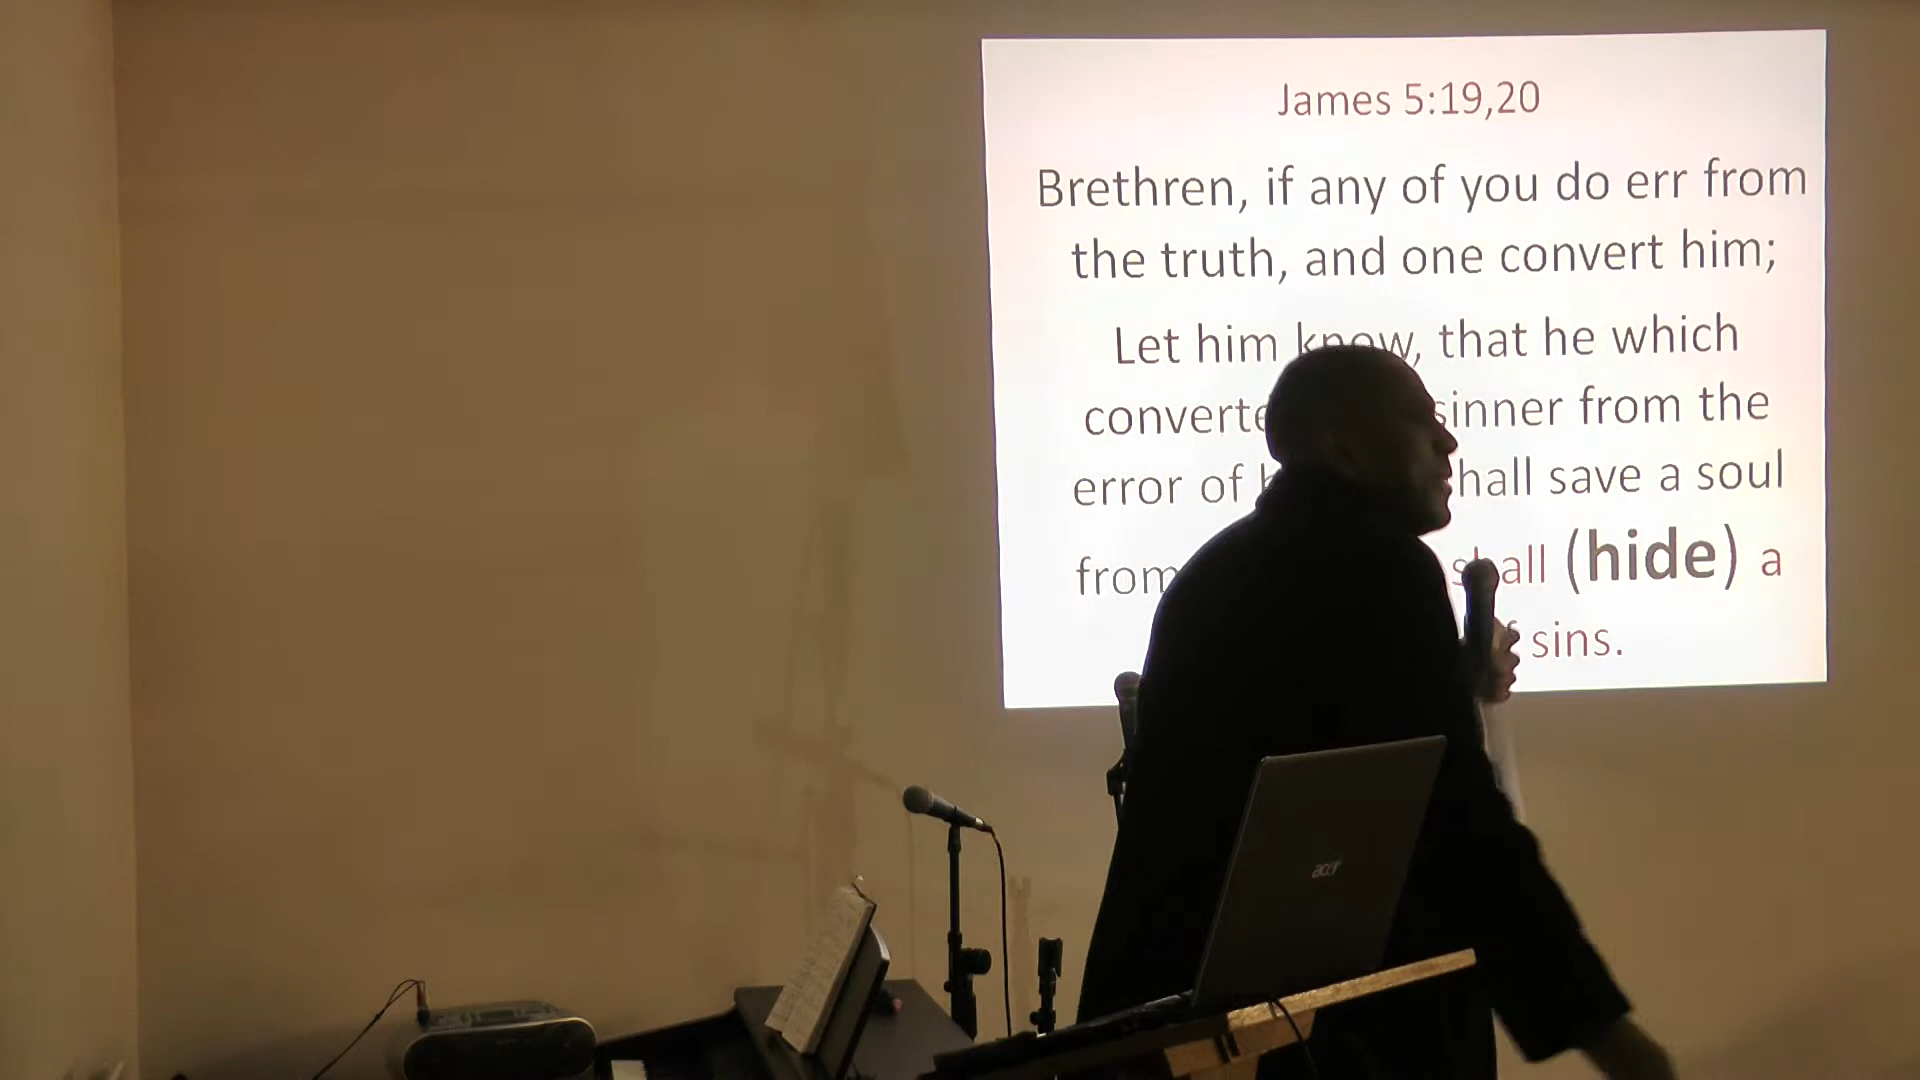 James 5:19,20
Brethren, if any of you do err from
the truth, and one convert him;
Let him know, that he which
sinner from the
error of save a soul
from (hide) a
sins.
acer